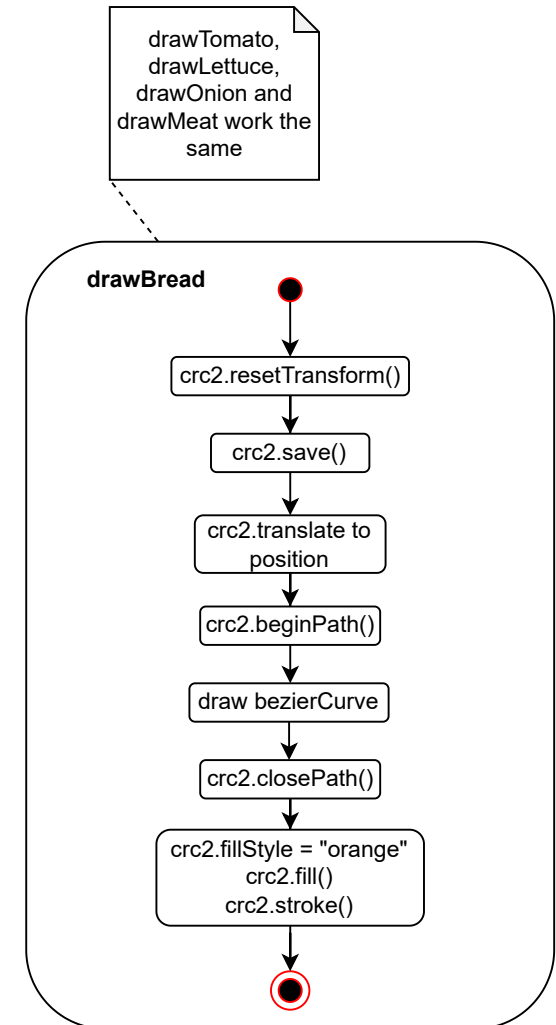 drawTomato,
drawLettuce,
drawOnion and
drawMeat work the
same
drawBread
crc2.resetTransform()
crc2.save()
crc2.translate to
position
crc2.beginPath()
draw bezierCurve
crc2.closePath()
crc2.fillStyle = "orange"
crc2.fill()
crc2.stroke()